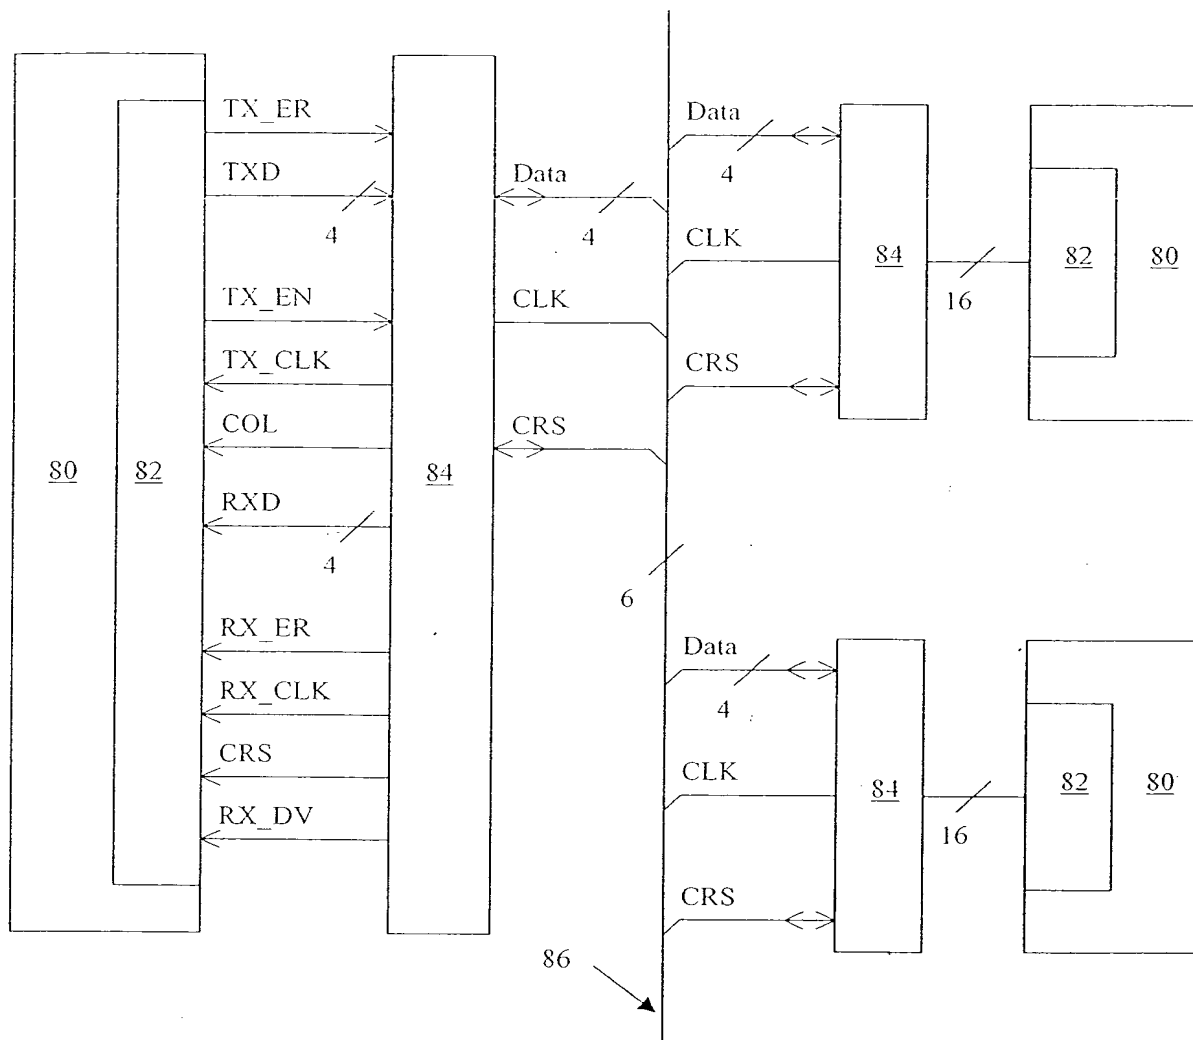 TX_ER
TXD
4
TX_EN
TX_CLK
COL
RXD
4
RX_ER
RX_CLK
CRS
RX_DV
80
82
84
Data
4
CLK
CRS
6
86
Data
4
CLK
CRS
84
16
82
80
Data
4
CLK
CRS
84
16
82
80